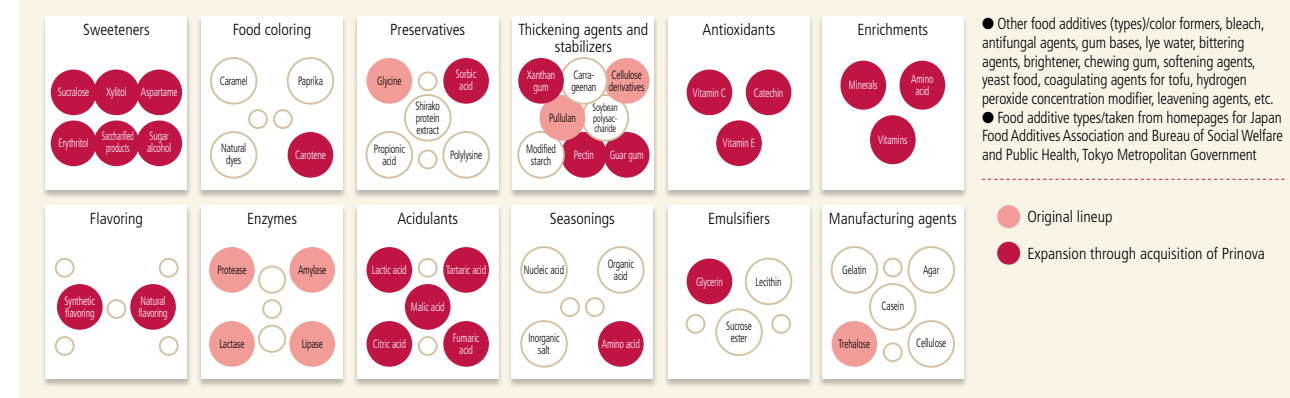 Sweeteners
Sucralose
Xylitol
Aspartame
Erythritol
Saccharified
products
Sugar
alcohol
Food coloring
Caramel
Paprika
Natural
dyes
Carotene
Preservatives
Glycine
Sorbic
acid
Shirako
protein
extract
Propionic
acid
Polylysine
Thickening agents and
stabilizers
Xanthan
gum
Carra-
geenan
Cellulose
derivatives
Pullulan
Soybean
polysac-
charide
Modified
starch
Pectin
Guar gum
Antioxidants
Vitamin C
Catechin
Vitamin E
Enrichments
Minerals
Amino
acid
Vitamins
● Other food additives (types)/color formers, bleach,
antifungal agents, gum bases, lye water, bittering
agents, brightener, chewing gum, softening agents,
yeast food, coagulating agents for tofu, hydrogen
peroxide concentration modifier, leavening agents, etc.
● Food additive types/taken from homepages for Japan
Food Additives Association and Bureau of Social Welfare
and Public Health, Tokyo Metropolitan Government
Original lineup
Expansion through acquisition of Prinova
Flavoring
Synthetic
flavoring
Natural
flavoring
Enzymes
Protease
Amylase
Lactase
Lipase
Acidulants
Lactic acid
Tartaric acid
Malic acid
Citric acid
Fumaric
acid
Seasonings
Nucleic acid
Organic
acid
Inorganic
salt
Amino acid
Emulsifiers
Glycerin
Lecithin
Sucrose
ester
Manufacturing agents
Gelatin
Agar
Casein
Trehalose
Cellulose